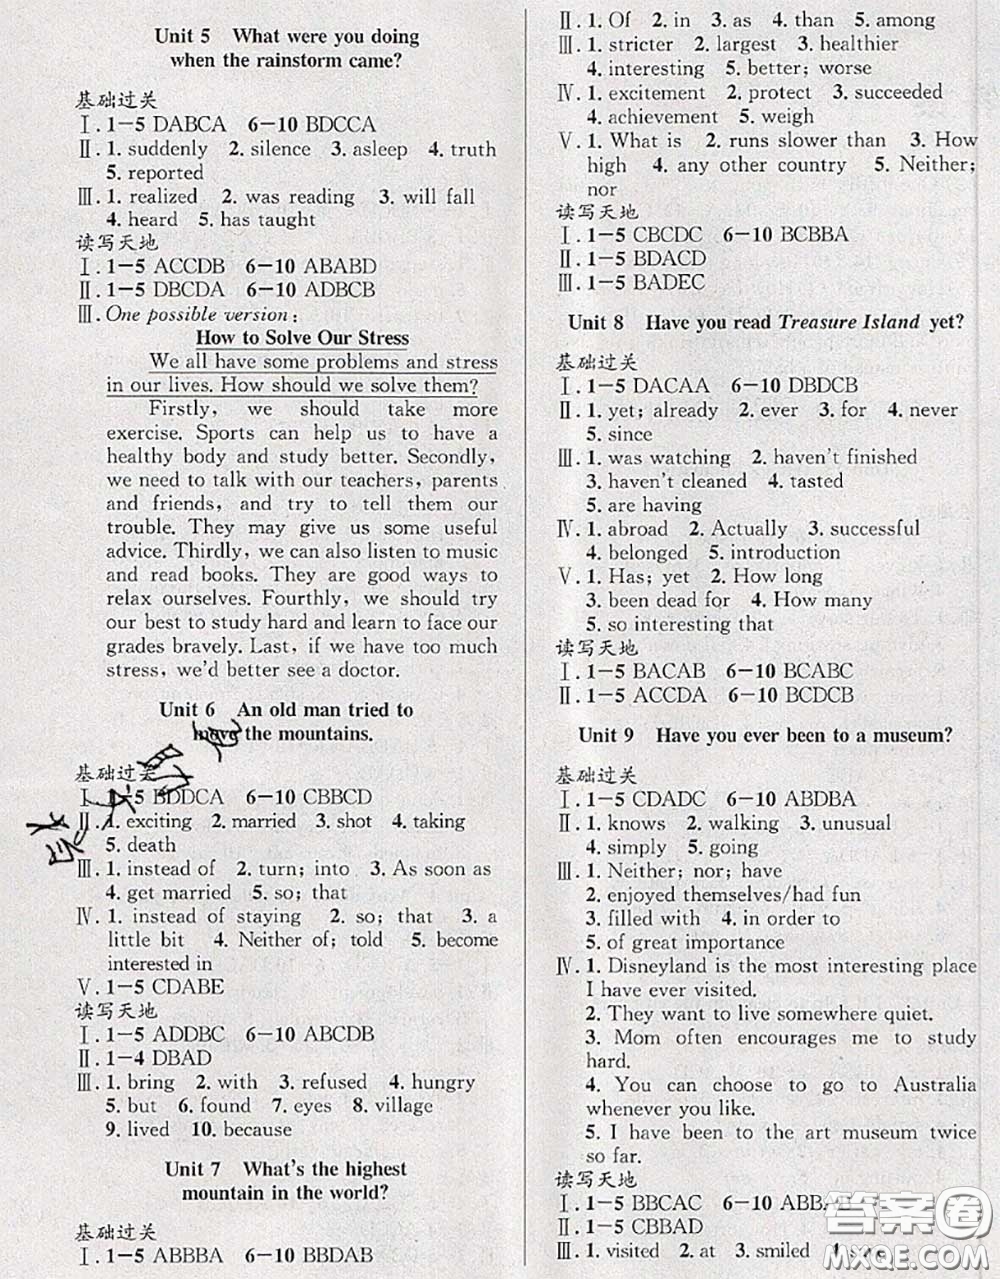 Unit 5 What were you doing
when the rainstorm came?
基础过关
Ⅰ. 1-5 DABCA 6-10 BDCCA
Ⅱ. 1. suddenly 2. silence 3. asleep 4. truth
5. reported
Ⅲ. 1. realized 2. was reading 3. will fall
4. heard 5. has taught
读写天地
Ⅰ. 1-5 ACCDB 6-10 ABABD
Ⅱ. 1-5 DBCDA 6-10 ADBCB
Ⅲ. One possible version:
How to Solve Our Stress
We all have some problems and stress
in our lives. How should we solve them?
Firstly, we should take more
exercise. Sports can help us to have a
healthy body and study better. Secondly,
we need to talk with our teachers, parents
and friends, and try to tell them our
trouble. They may give us some useful
advice. Thirdly, we can also listen to music
and read books. They are good ways to
relax ourselves. Fourthly, we should try
our best to study hard and learn to face our
grades bravely. Last, if we have too much
stress, we'd better see a doctor.
Unit 6 An old man tried to
move the mountains.
基础过关
Ⅰ. 1-5 BDDCA 6-10 CBBCD
Ⅱ. 1. exciting 2. married 3. shot 4. taking
5. death
Ⅲ. 1. instead of 2. turn; into 3. As soon as
4. get married 5. so; that
Ⅳ. 1. instead of staying 2. so; that 3. a
little bit 4. Neither of; told 5. become
interested in
Ⅴ. 1-5 CDABE
读写天地
Ⅰ. 1-5 ADDBC 6-10 ABCDB
Ⅱ. 1-4 DBAD
Ⅲ. 1. bring 2. with 3. refused 4. hungry
5. but 6. found 7. eyes 8. village
9. lived 10. because
Unit 7 What's the highest
mountain in the world?
基础过关
Ⅰ. 1-5 ABBBA 6-10 BBDAB
Ⅱ. 1. Of 2. in 3. as 4. than 5. among
Ⅲ. 1. stricter 2. largest 3. healthier
4. interesting 5. better; worse
Ⅳ. 1. excitement 2. protect 3. succeeded
4. achievement 5. weigh
Ⅴ. 1. What is 2. runs slower than 3. How
high 4. any other country 5. Neither;
nor
读写天地
Ⅰ. 1-5 CBCDC 6-10 BCBBA
Ⅱ. 1-5 BDACD
Ⅲ. 1-5 BADEC
Unit 8 Have you read Treasure Island yet?
基础过关
Ⅰ. 1-5 DACAA 6-10 DBDCB
Ⅱ. 1. yet; already 2. ever 3. for 4. never
5. since
Ⅲ. 1. was watching 2. haven't finished
3. haven't cleaned 4. tasted
5. are having
Ⅳ. 1. abroad 2. Actually 3. successful
4. belonged 5. introduction
Ⅴ. 1. Has; yet 2. How long
3. been dead for 4. How many
5. so interesting that
读写天地
Ⅰ. 1-5 BACAB 6-10 BCABC
Ⅱ. 1-5 ACCDA 6-10 BCDCB
Unit 9 Have you ever been to a museum?
基础过关
Ⅰ. 1-5 CDADC 6-10 ABDBA
Ⅱ. 1. knows 2. walking 3. unusual
4. simply 5. going
Ⅲ. 1. Neither; nor; have
2. enjoyed themselves/had fun
3. filled with 4. in order to
5. of great importance
Ⅳ. 1. Disneyland is the most interesting place
I have ever visited.
2. They want to live somewhere quiet.
3. Mom often encourages me to study
hard.
4. You can choose to go to Australia
whenever you like.
5. I have been to the art museum twice
so far.
读写天地
Ⅰ. 1-5 BBCAC 6-10
Ⅱ. 1-5 CBBAD
Ⅲ. 1. visited 2. at 3. smiled
答案圈
MXQE.COM